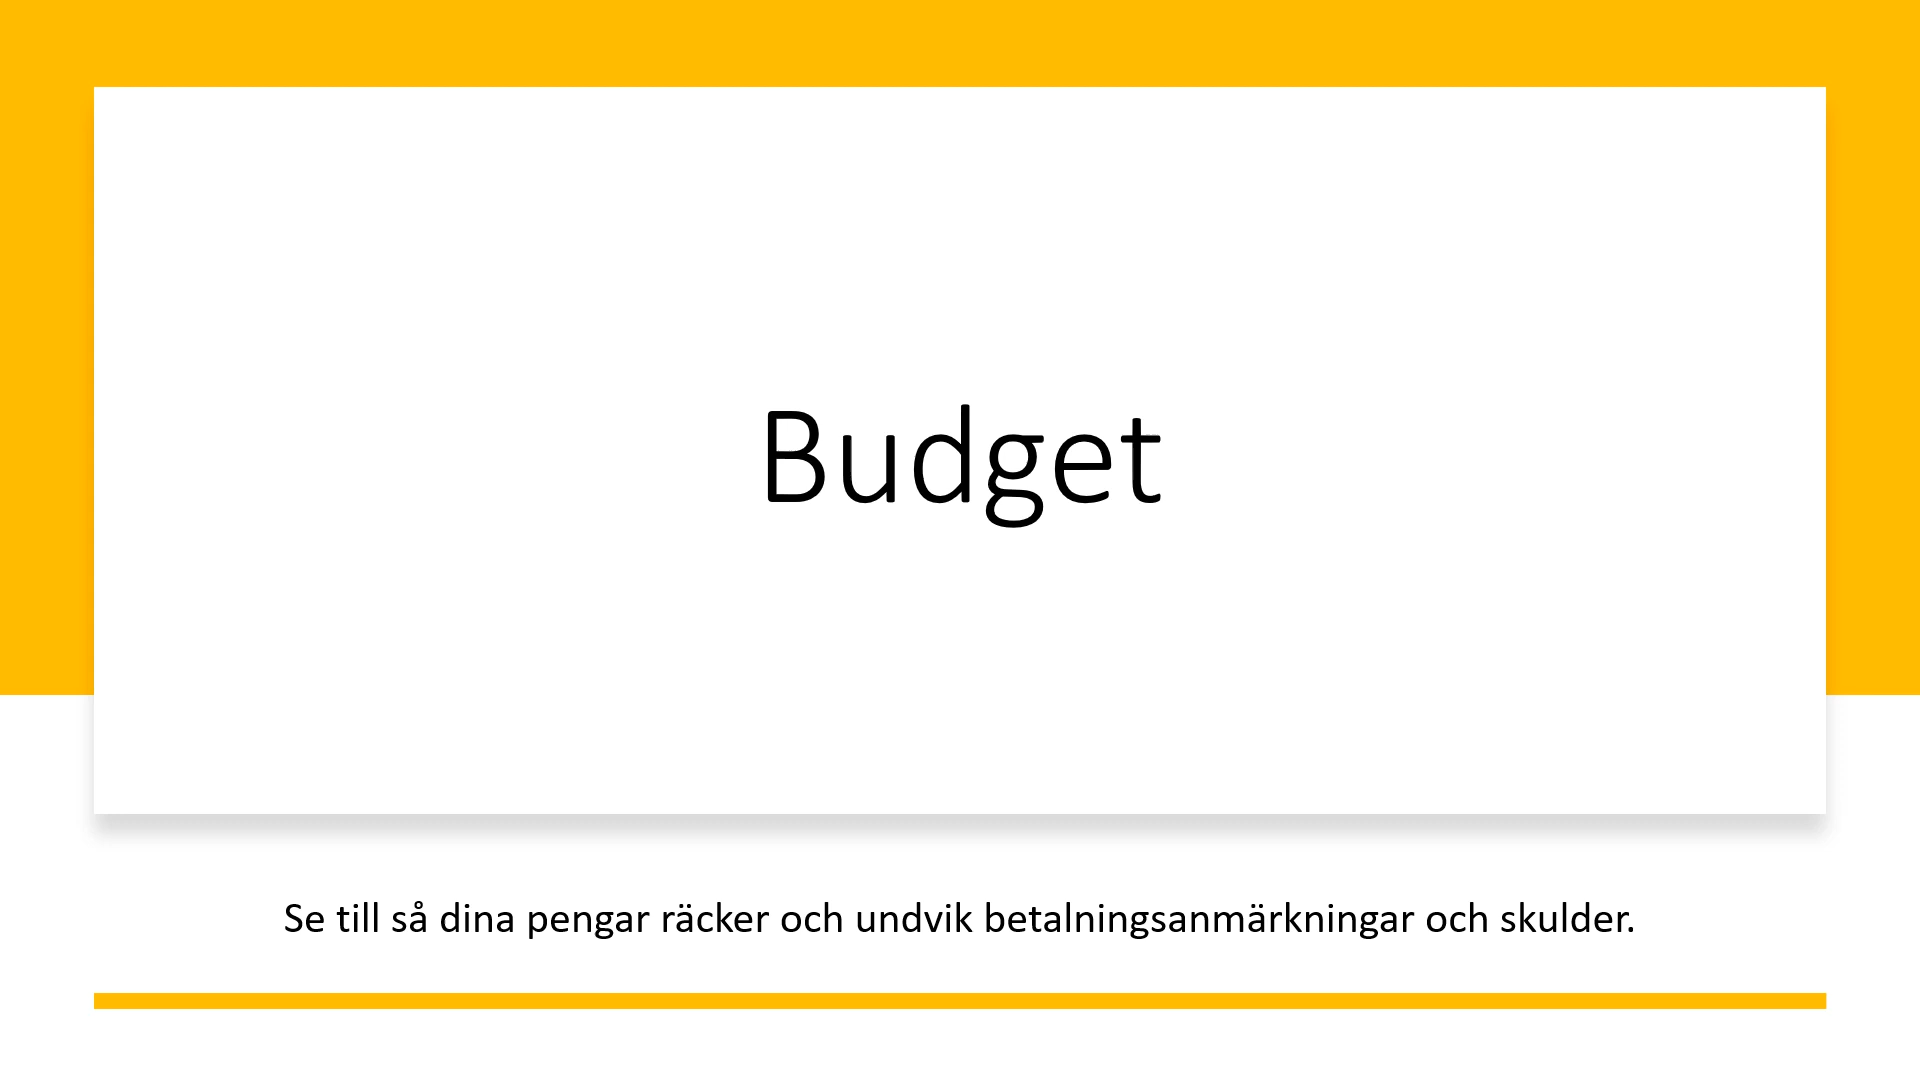 Budget
Se till så dina pengar räcker och undvik betalningsanmärkningar och skulder.